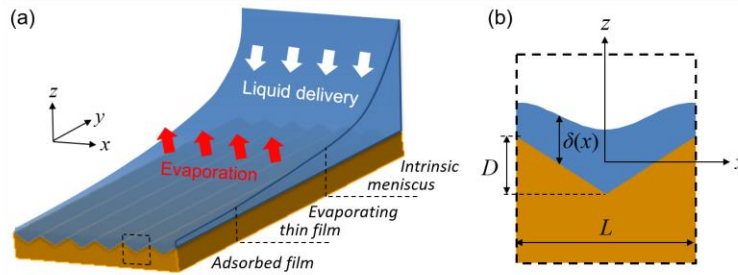 (a)
Liquid delivery
z
y
x
Evaporation
Intrinsic
meniscus
Evaporating
thin film
Adsorbed film
(b)
z
δ(x)
x
D
L